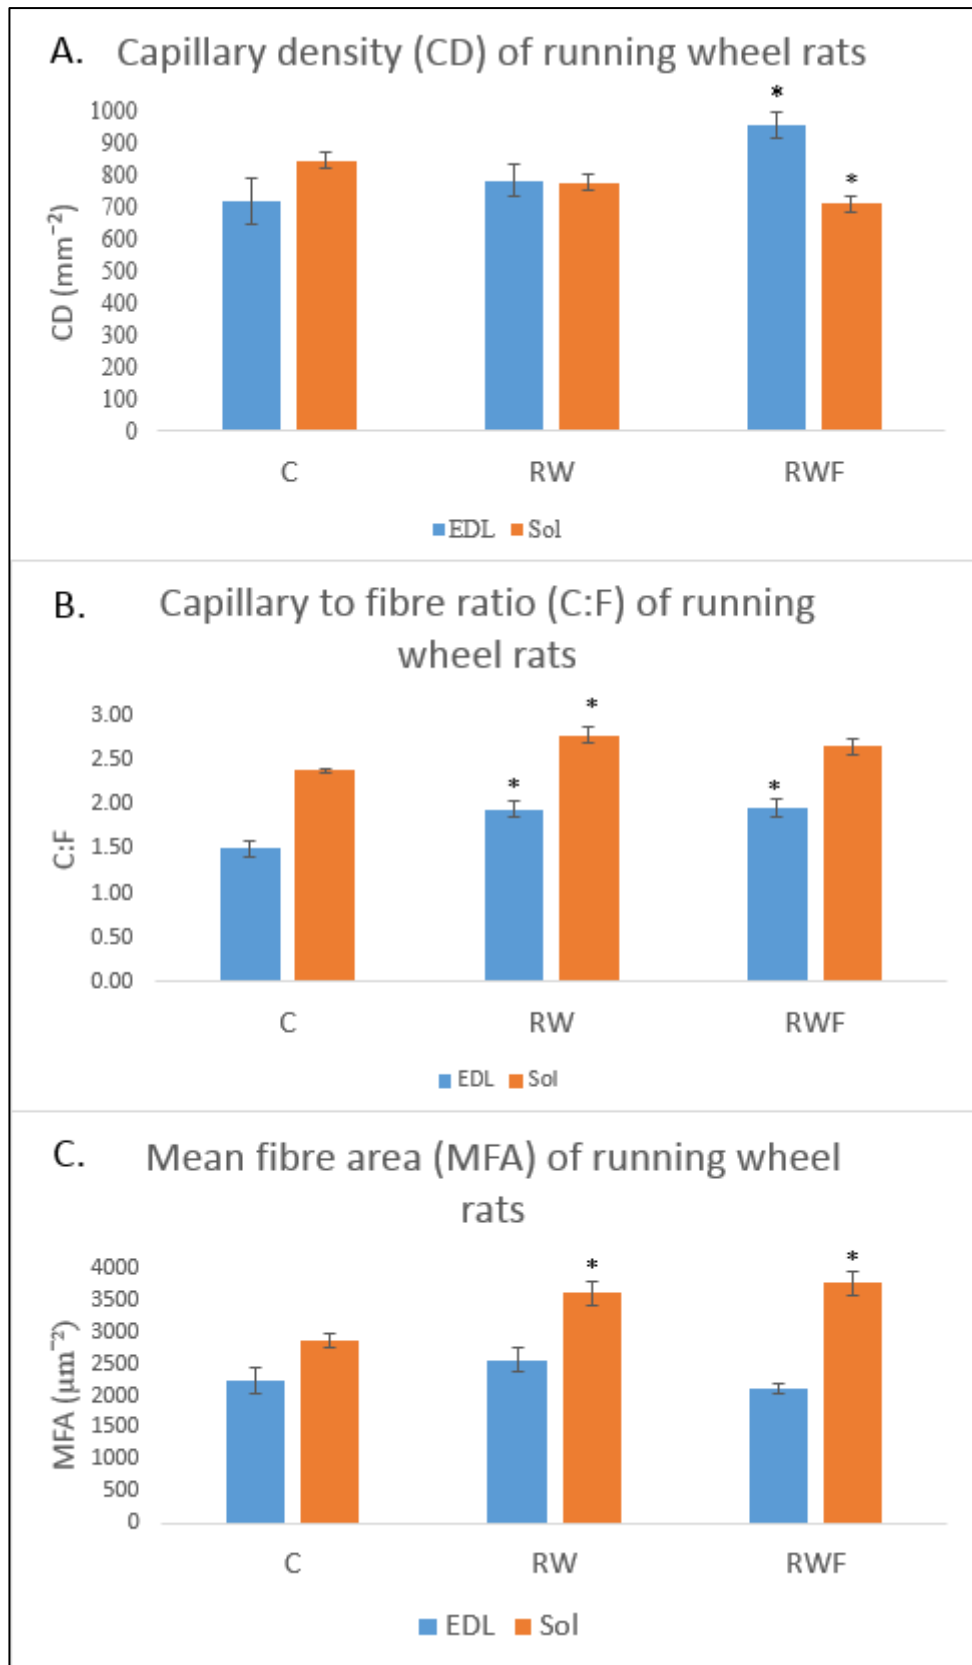 A. Capillary density (CD) of running wheel rats
*
*
1000
900
800
700
600
500
400
300
200
100
0
CD (mm⁻²)
C RW RWF
EDL Sol
B. Capillary to fibre ratio (C:F) of running
wheel rats
*
*
*
3.00
2.50
2.00
1.50
1.00
0.50
0.00
C:F
C RW RWF
EDL Sol
C. Mean fibre area (MFA) of running wheel
rats
*
*
4000
3500
3000
2500
2000
1500
1000
500
0
MFA (μm⁻²)
C RW RWF
EDL Sol